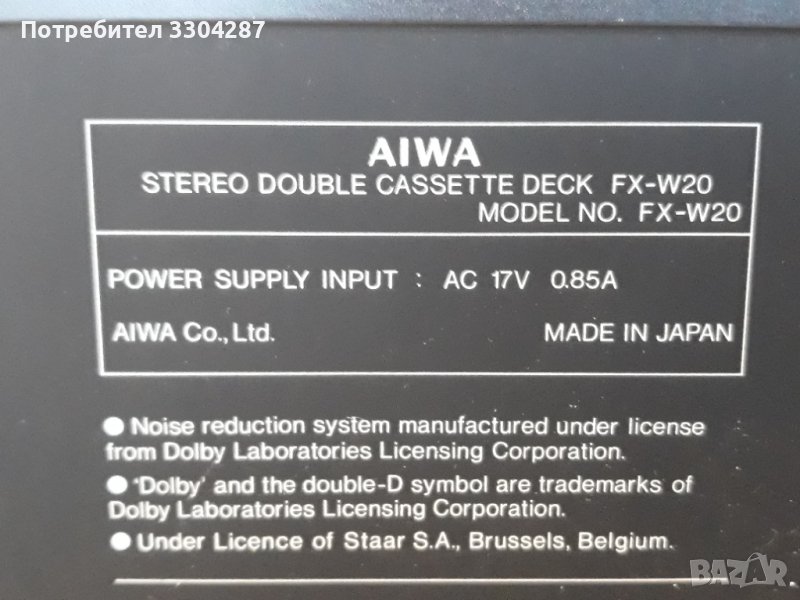 Потребител 3304287
AIWA
STEREO DOUBLE CASSETTE DECK FX-W20
MODEL NO. FX-W20
POWER SUPPLY INPUT : AC 17V 0.85A
AIWA Co., Ltd. MADE IN JAPAN
● Noise reduction system manufactured under license
from Dolby Laboratories Licensing Corporation.
● 'Dolby' and the double-D symbol are trademarks of
Dolby Laboratories Licensing Corporation.
● Under Licence of Staar S.A., Brussels, Belgium.
BAZAR